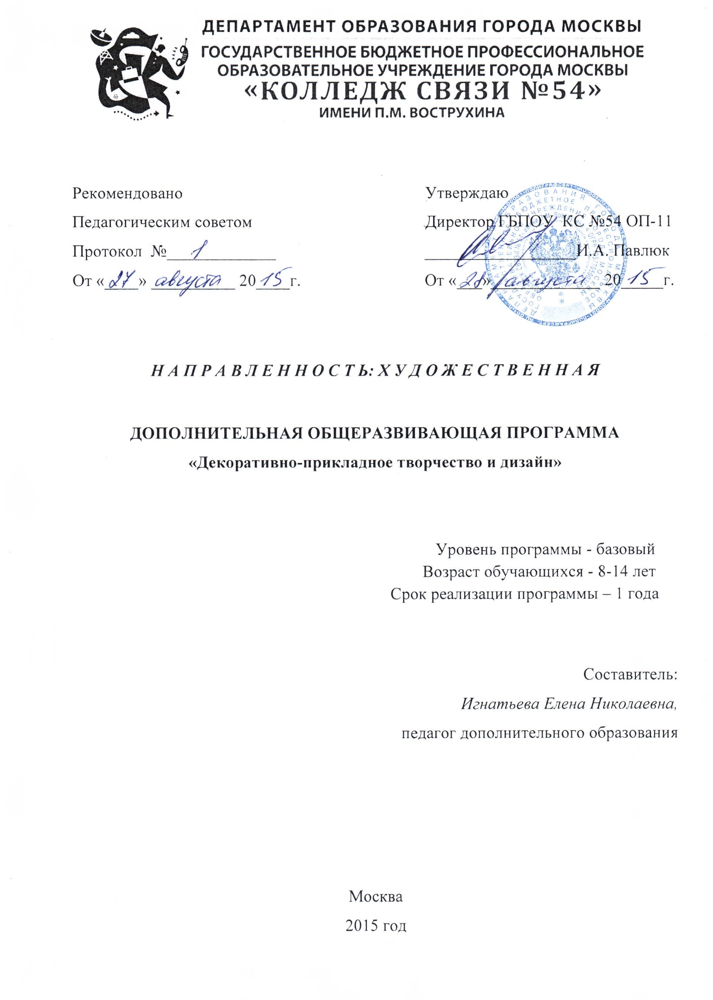 ДЕПАРТАМЕНТ ОБРАЗОВАНИЯ ГОРОДА МОСКВЫ
ГОСУДАРСТВЕННОЕ БЮДЖЕТНОЕ ПРОФЕССИОНАЛЬНОЕ
ОБРАЗОВАТЕЛЬНОЕ УЧРЕЖДЕНИЕ ГОРОДА МОСКВЫ
«КОЛЛЕДЖ СВЯЗИ №54»
ИМЕНИ П.М. ВОСТРУХИНА
Рекомендовано
Педагогическим советом
Протокол №1
От «27» августа 2015 г.
Утверждаю
Директор ГБПОУ КС №54 ОП-11
И.А. Павлюк
От «28» августа 2015 г.
НАПРАВЛЕННОСТЬ: ХУДОЖЕСТВЕННАЯ
ДОПОЛНИТЕЛЬНАЯ ОБЩЕРАЗВИВАЮЩАЯ ПРОГРАММА
«Декоративно-прикладное творчество и дизайн»
Уровень программы - базовый
Возраст обучающихся - 8-14 лет
Срок реализации программы – 1 года
Составитель:
Игнатьева Елена Николаевна,
педагог дополнительного образования
Москва
2015 год